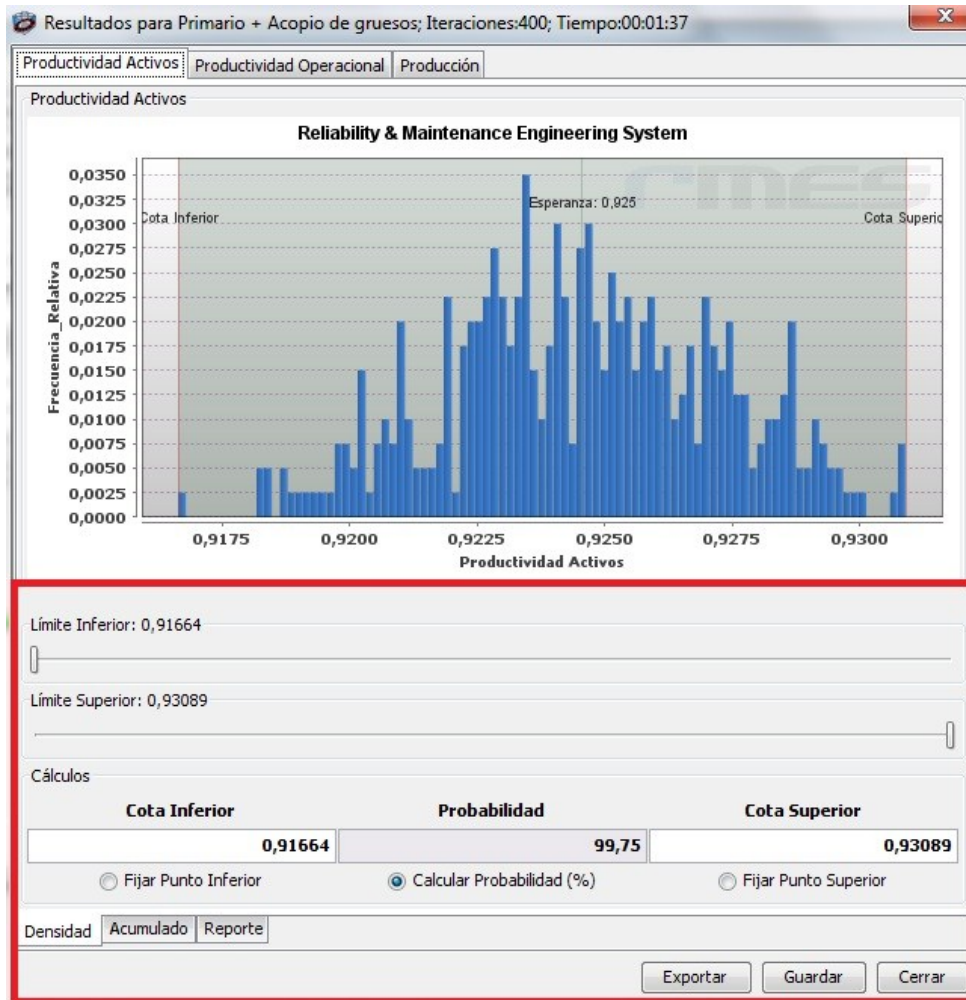 Resultados para Primario + Acopio de gruesos; Iteraciones:400; Tiempo:00:01:37
Productividad Activos Productividad Operacional Producción
Productividad Activos
Reliability & Maintenance Engineering System
rmes
0,0350
0,0325
0,0300
0,0275
0,0250
0,0225
0,0200
0,0175
0,0150
0,0125
0,0100
0,0075
0,0050
0,0025
0,0000
Frecuencia_Relativa
Esperanza: 0,925
Cota Inferior
Cota Superio
0,9175 0,9200 0,9225 0,9250 0,9275 0,9300
Productividad Activos
Límite Inferior: 0,91664
Límite Superior: 0,93089
Cálculos
Cota Inferior Probabilidad Cota Superior
0,91664 99,75 0,93089
Fijar Punto Inferior Calcular Probabilidad (%) Fijar Punto Superior
Densidad Acumulado Reporte
Exportar Guardar Cerrar